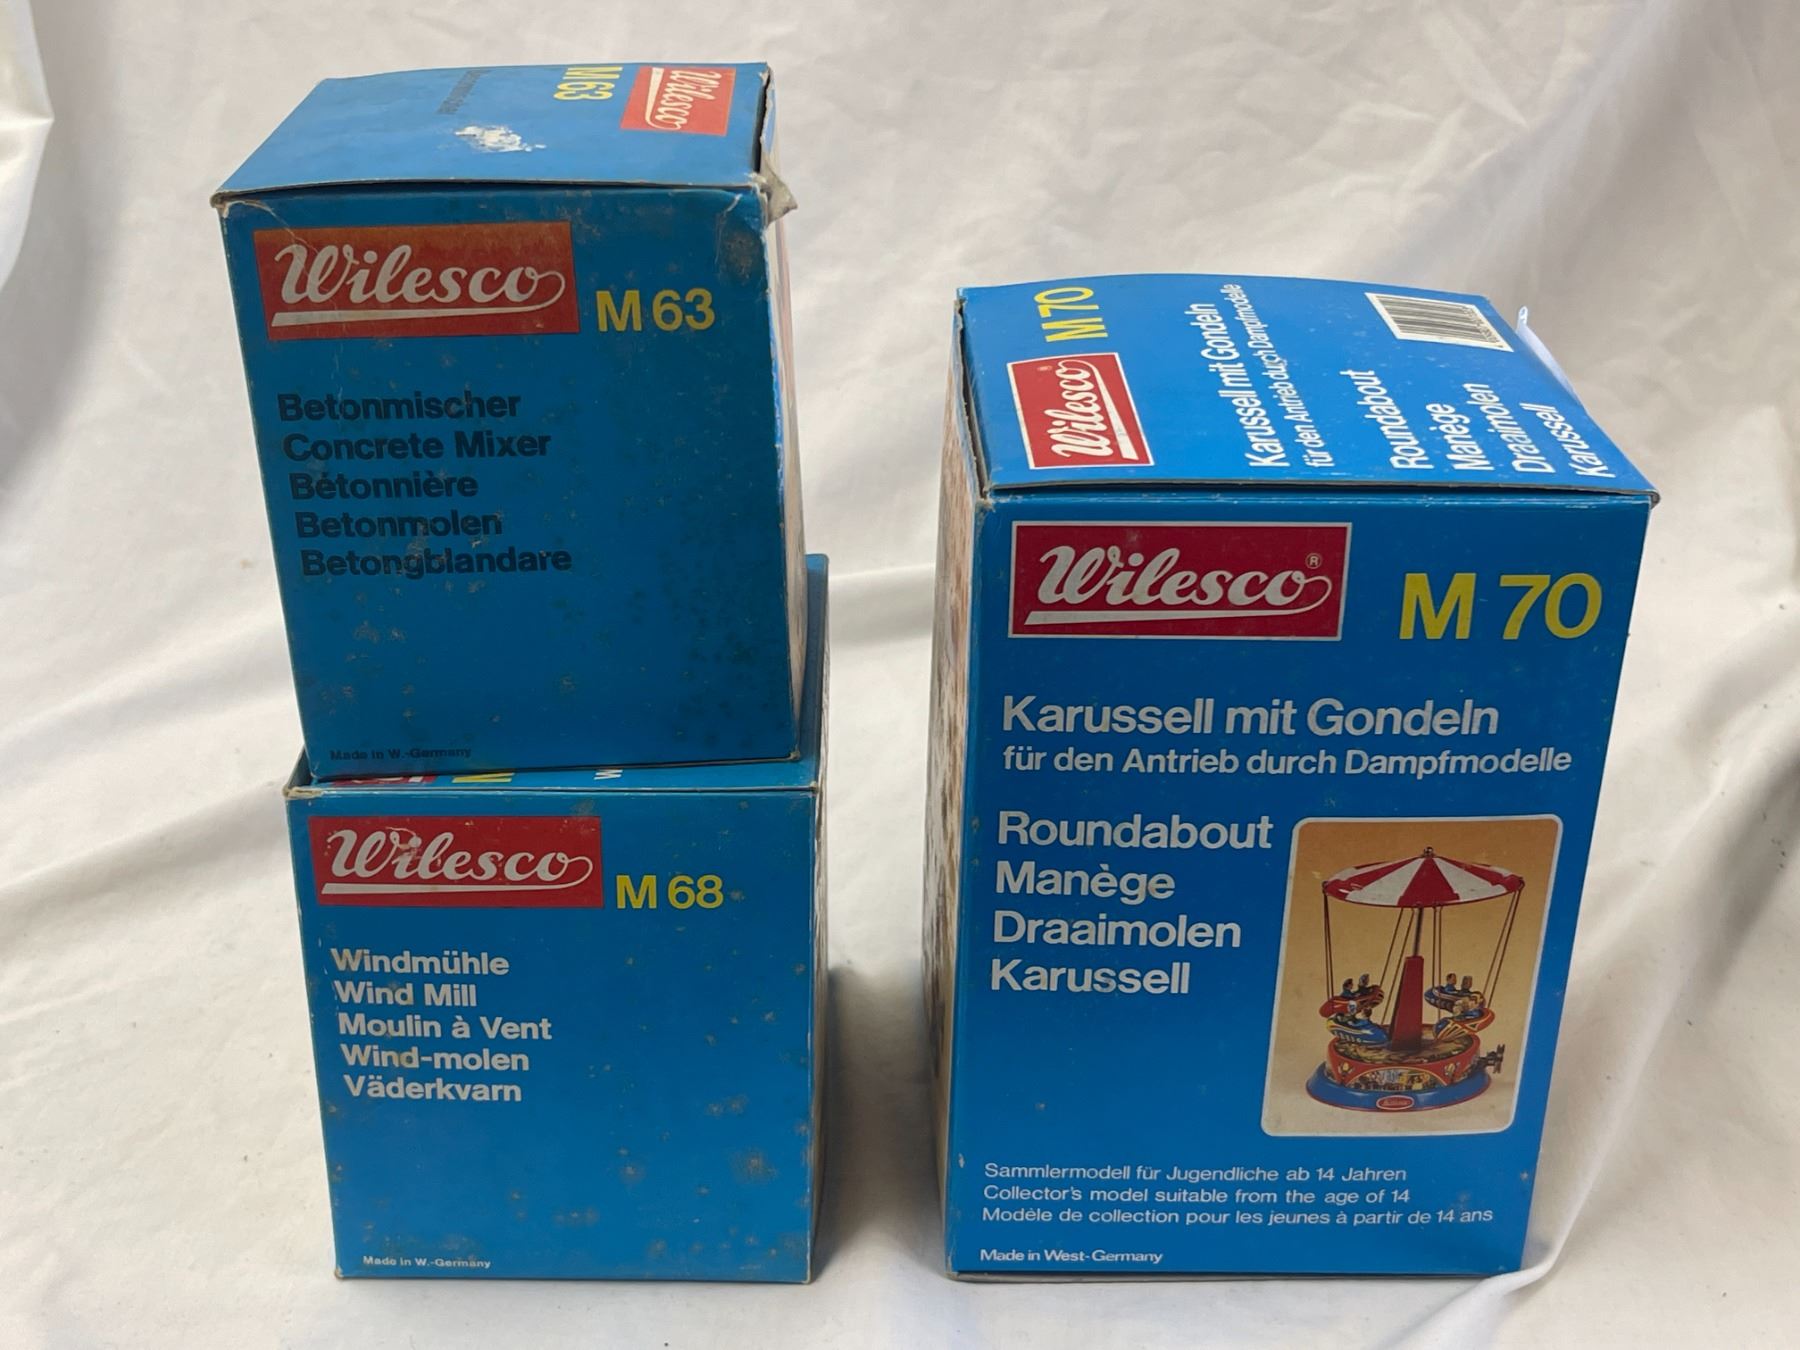 M 63
Wilesco
Wilesco
M 63
Betonmischer
Concrete Mixer
Bétonnière
Betonmolen
Betongblandare
Made in W.-Germany
Wilesco
M 68
Windmühle
Wind Mill
Moulin à Vent
Wind-molen
Väderkvarn
Made in W.-Germany
Wilesco
M 70
Karussell mit Gondeln
für den Antrieb durch Dampfmodelle
Roundabout
Manège
Draaimolen
Karussell
Wilesco ®
M 70
Karussell mit Gondeln
für den Antrieb durch Dampfmodelle
Roundabout
Manège
Draaimolen
Karussell
Sammlermodell für Jugendliche ab 14 Jahren
Collector's model suitable from the age of 14
Modèle de collection pour les jeunes à partir de 14 ans
Made in West-Germany